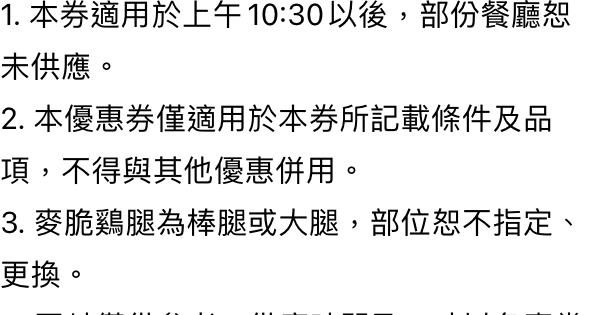 1. 本券適用於上午10:30以後，部份餐廳恕
未供應。
2. 本優惠券僅適用於本券所記載條件及品
項，不得與其他優惠併用。
3. 麥脆鷄腿為棒腿或大腿，部位恕不指定、
更換。